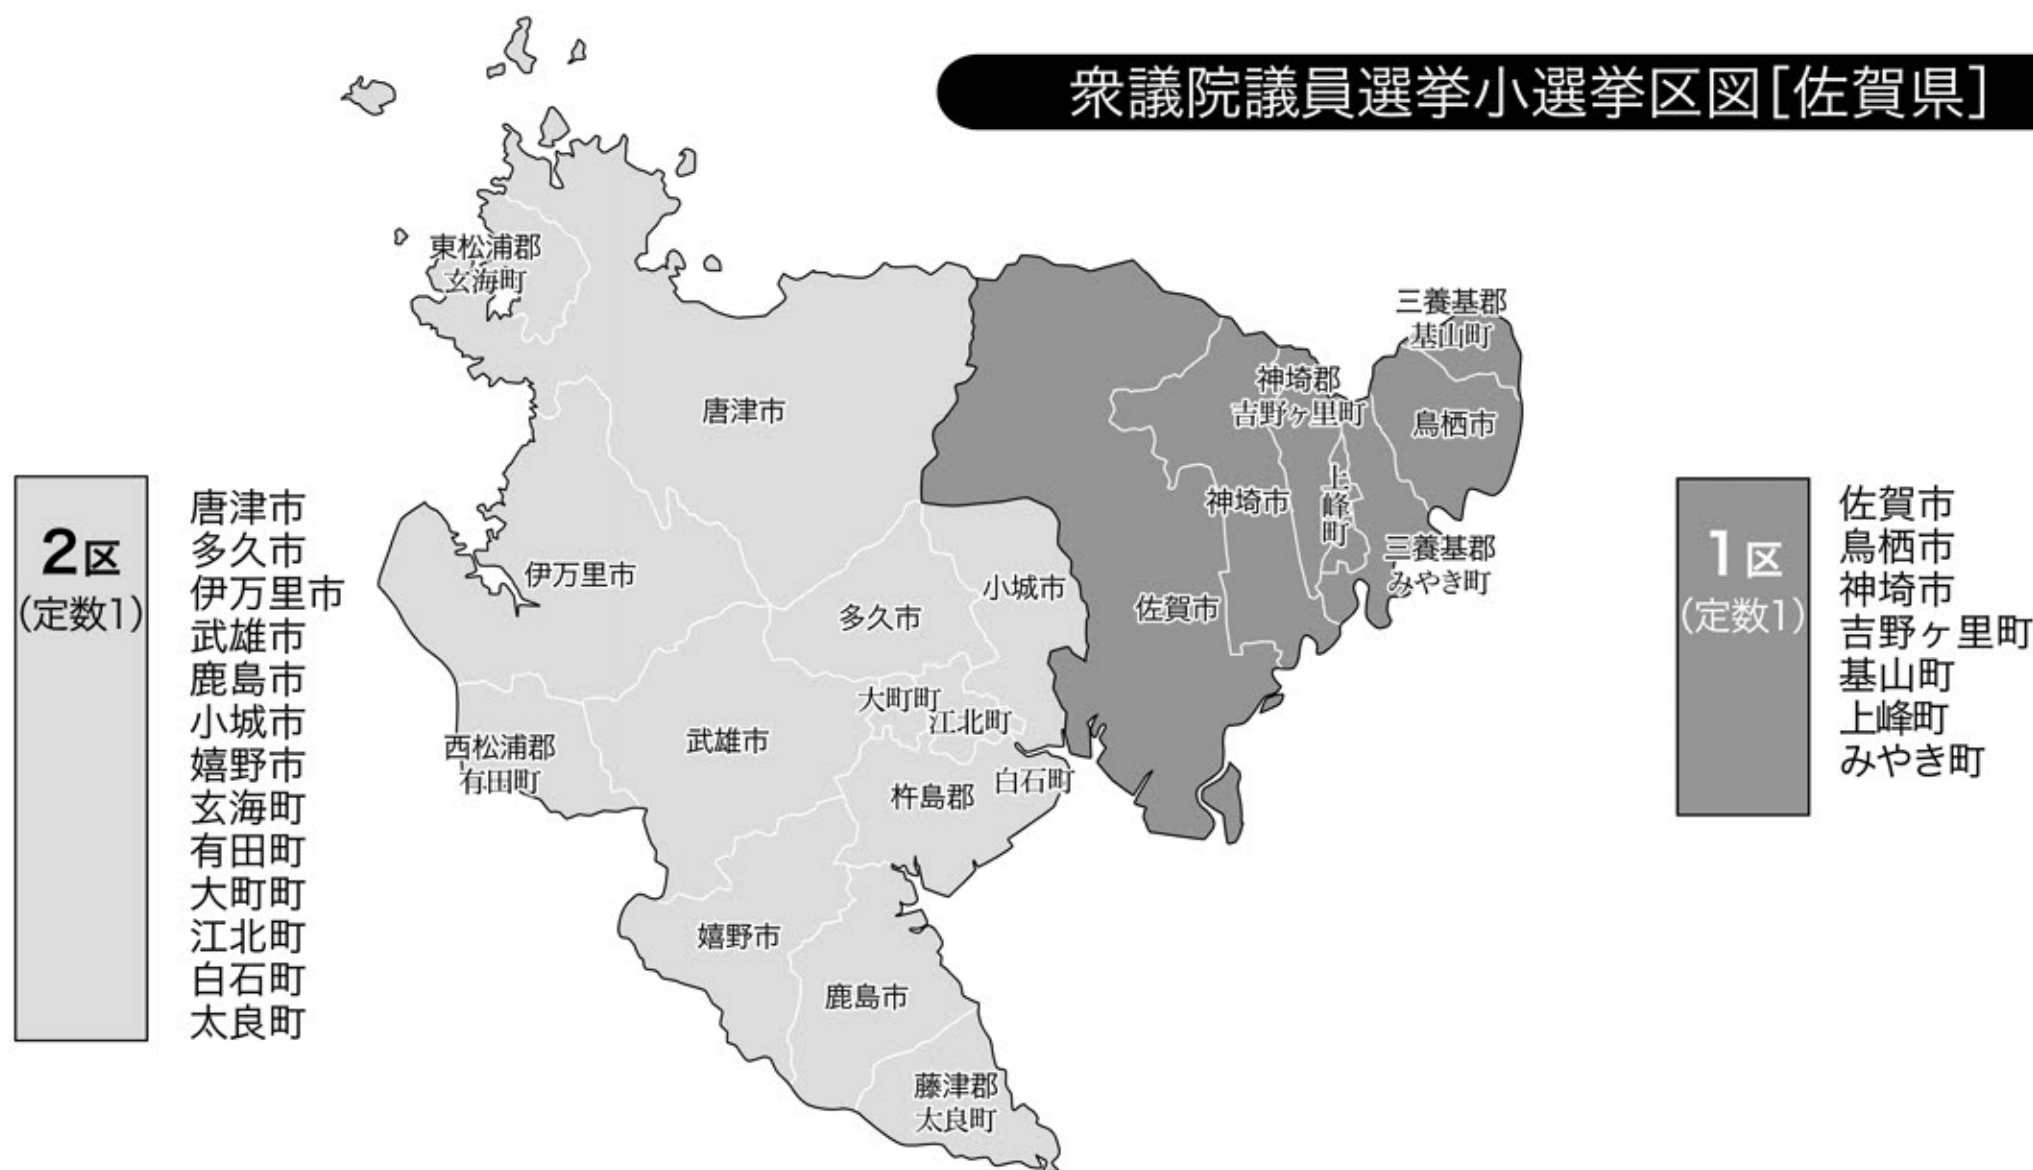 衆議院議員選挙小選挙区図[佐賀県]
2区
(定数1)
唐津市
多久市
伊万里市
武雄市
鹿島市
小城市
嬉野市
玄海町
有田町
大町町
江北町
白石町
太良町
東松浦郡
玄海町
唐津市
伊万里市
多久市
小城市
西松浦郡
有田町
武雄市
大町町
江北町
杵島郡
白石町
嬉野市
鹿島市
藤津郡
太良町
三養基郡
基山町
鳥栖市
神埼郡
吉野ヶ里町
上峰町
神埼市
三養基郡
みやき町
佐賀市
1区
(定数1)
佐賀市
鳥栖市
神埼市
吉野ヶ里町
基山町
上峰町
みやき町